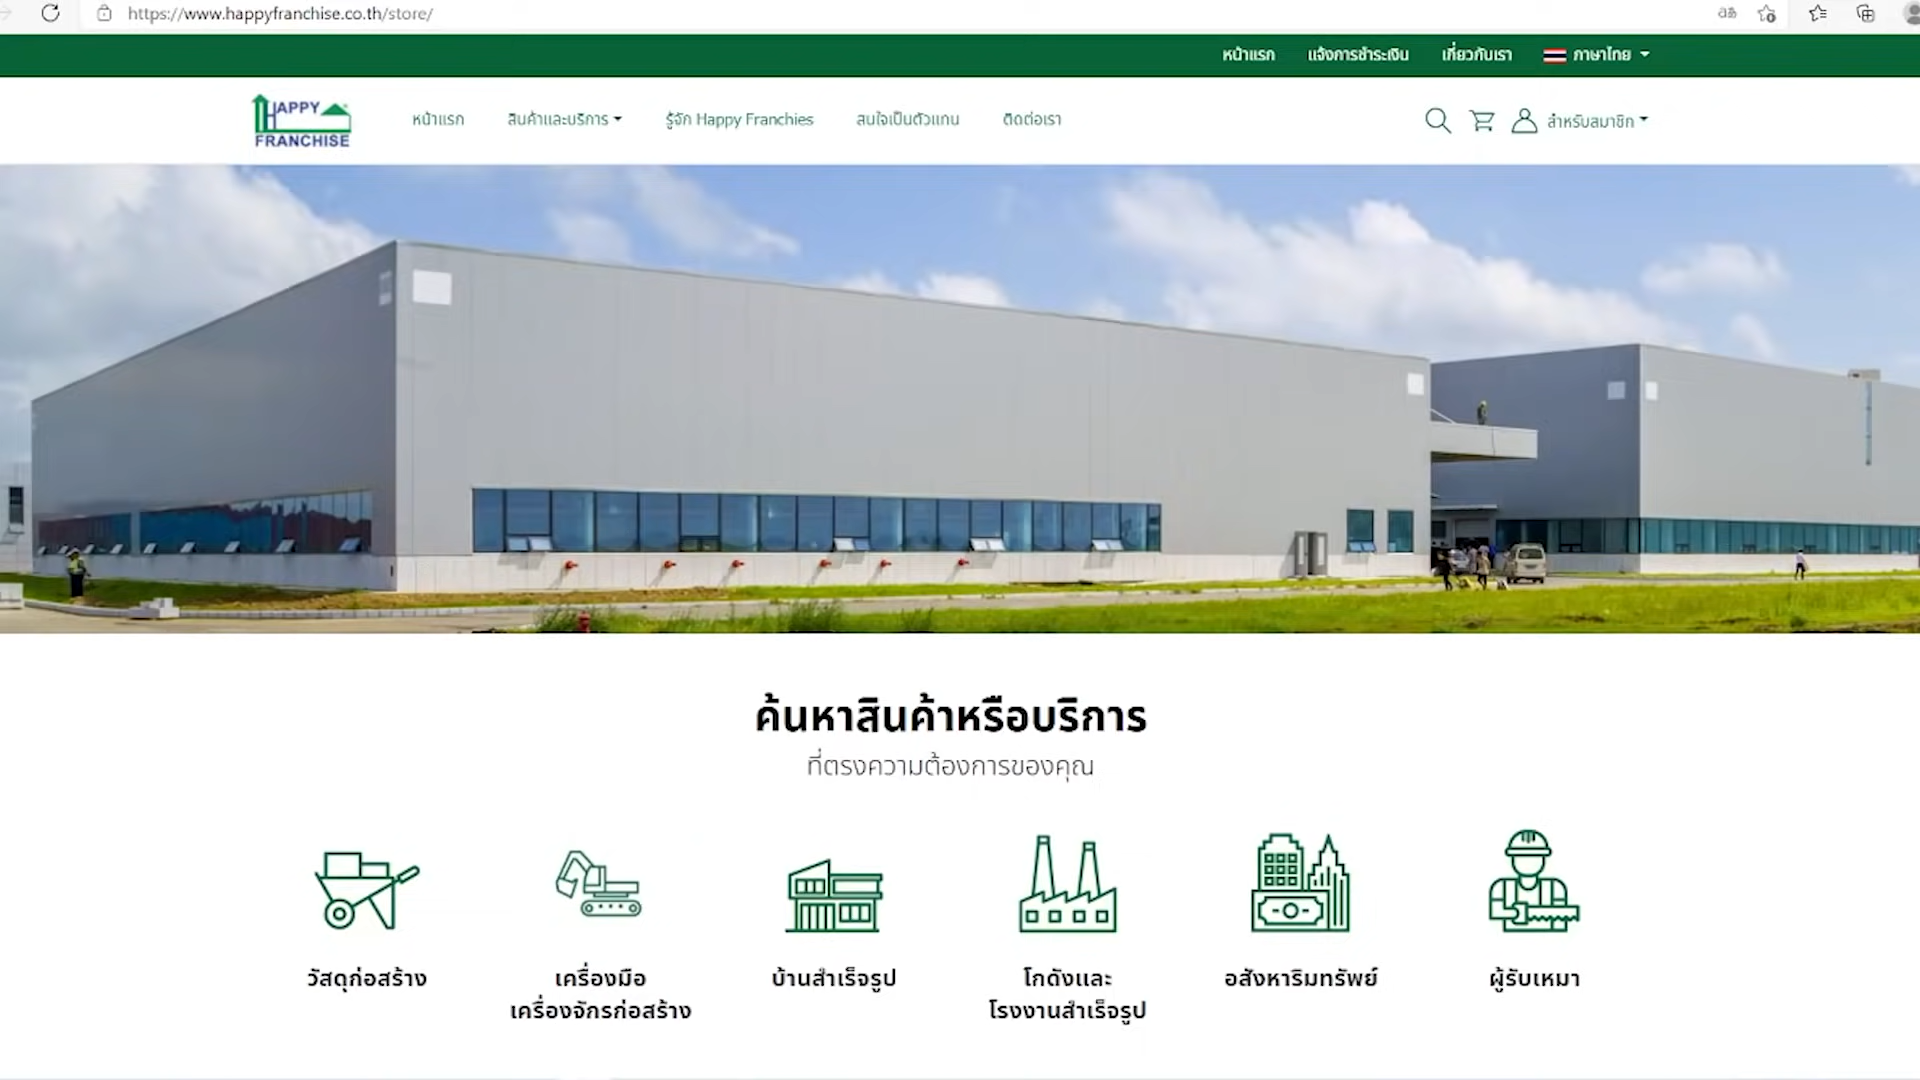 https://www.happyfranchise.co.th/store/
หน้าแรก แจ้งการชำระเงิน เกี่ยวกับเรา ภาษาไทย
HAPPY
FRANCHISE
หน้าแรก สินค้าและบริการ รู้จัก Happy Franchies สนใจเป็นตัวแทน ติดต่อเรา สำหรับสมาชิก
ค้นหาสินค้าหรือบริการ
ที่ตรงความต้องการของคุณ
วัสดุก่อสร้าง
เครื่องมือ
เครื่องจักรก่อสร้าง
บ้านสำเร็จรูป
โกดังและ
โรงงานสำเร็จรูป
อสังหาริมทรัพย์
ผู้รับเหมา